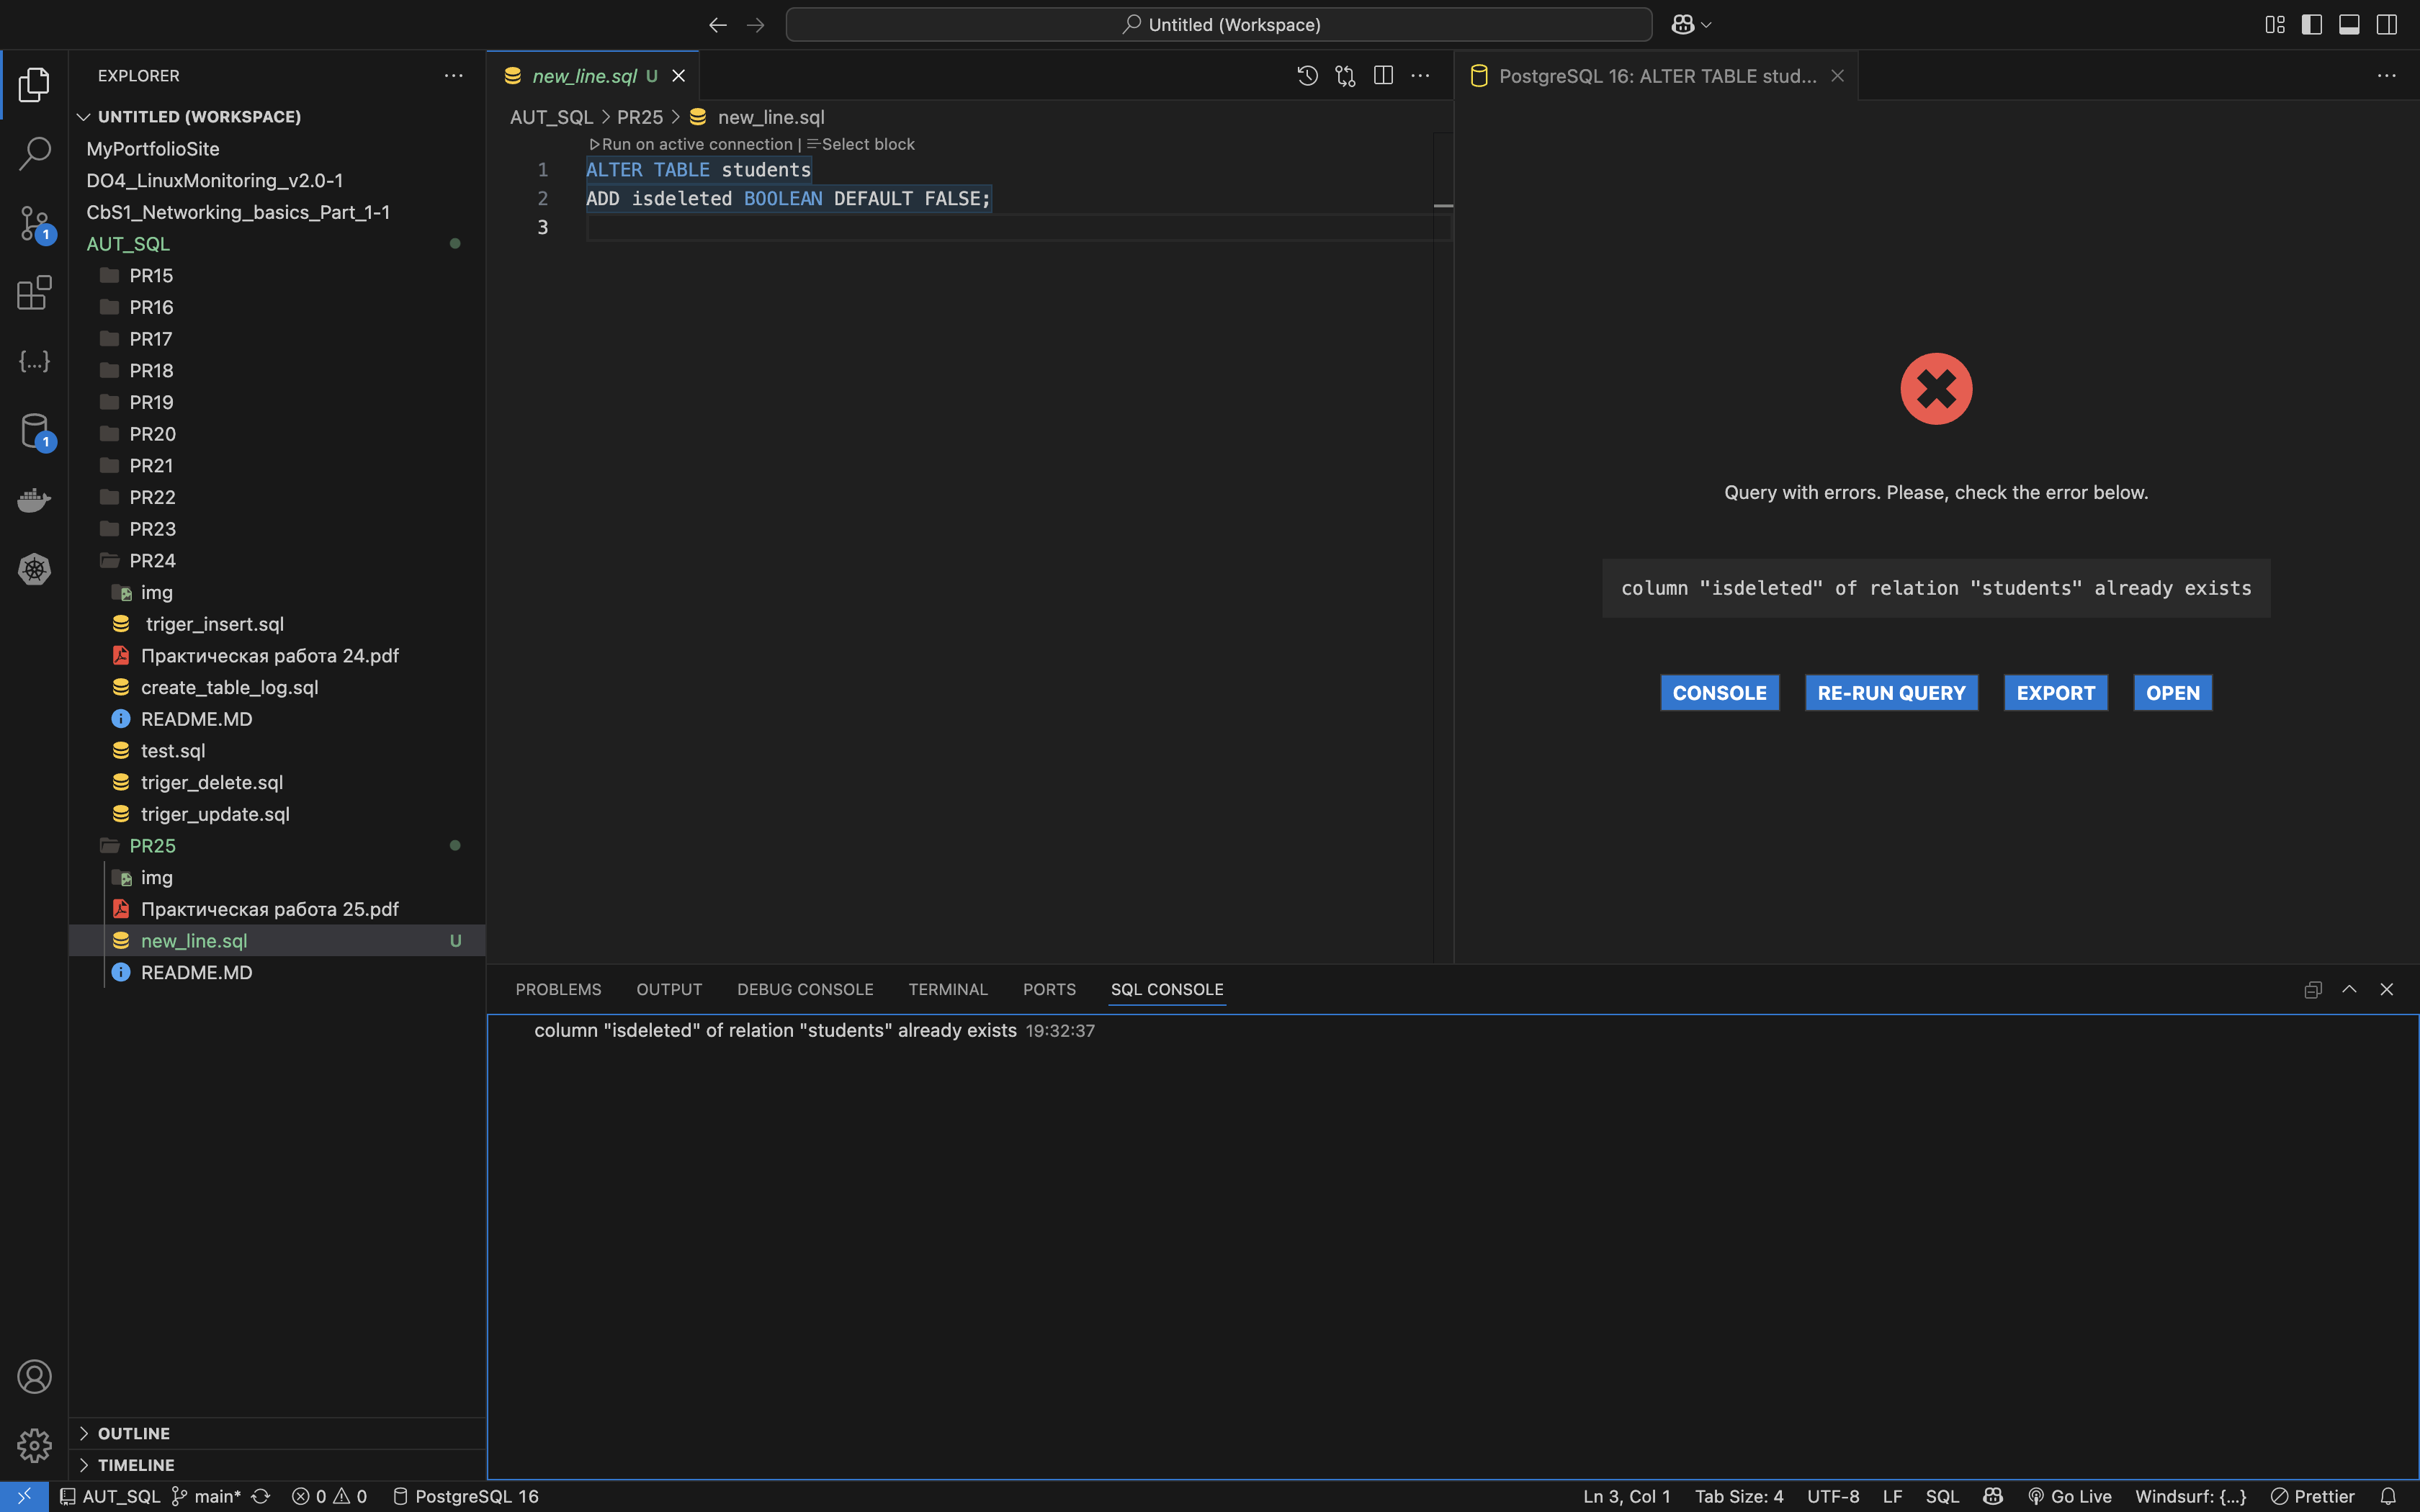 Untitled (Workspace)
EXPLORER
UNTITLED (WORKSPACE)
MyPortfolioSite
DO4_LinuxMonitoring_v2.0-1
CbS1_Networking_basics_Part_1-1
AUT_SQL
PR15
PR16
PR17
PR18
PR19
PR20
PR21
PR22
PR23
PR24
img
triger_insert.sql
Практическая работа 24.pdf
create_table_log.sql
README.MD
test.sql
triger_delete.sql
triger_update.sql
PR25
img
Практическая работа 25.pdf
new_line.sql U
README.MD
OUTLINE
TIMELINE
1
1
new_line.sql U
AUT_SQL > PR25 > new_line.sql
Run on active connection | Select block
1 ALTER TABLE students
2 ADD isdeleted BOOLEAN DEFAULT FALSE;
3
PostgreSQL 16: ALTER TABLE stud...
Query with errors. Please, check the error below.
column "isdeleted" of relation "students" already exists
CONSOLE RE-RUN QUERY EXPORT OPEN
PROBLEMS OUTPUT DEBUG CONSOLE TERMINAL PORTS SQL CONSOLE
column "isdeleted" of relation "students" already exists 19:32:37
AUT_SQL main* 0 0 PostgreSQL 16 Ln 3, Col 1 Tab Size: 4 UTF-8 LF SQL Go Live Windsurf: {...} Prettier